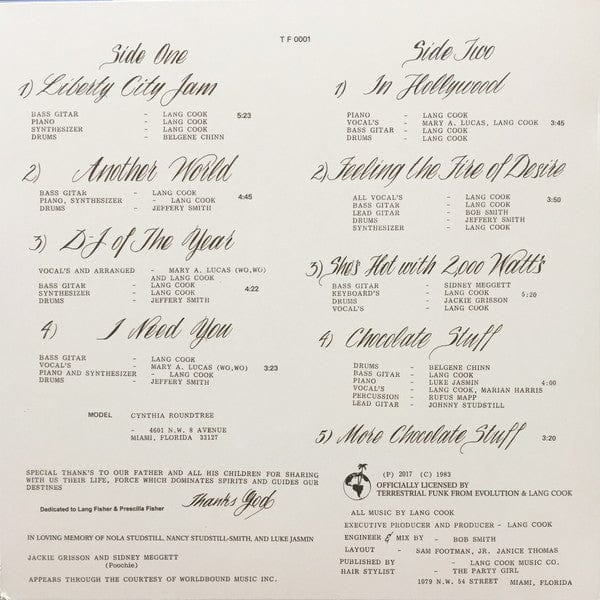 T F 0001
Side One
1) Liberty City Jam
BASS GITAR - LANG COOK 5:23
PIANO - LANG COOK
SYNTHESIZER - LANG COOK
DRUMS - BELGENE CHINN
2) Another World
BASS GITAR - LANG COOK
PIANO, SYNTHESIZER - LANG COOK 4:45
DRUMS - JEFFERY SMITH
3) D-J of The Year
VOCAL'S AND ARRANGED - MARY A. LUCAS (WO,WO)
AND LANG COOK
BASS GITAR - LANG COOK
SYNTHESIZER - LANG COOK 4:22
DRUMS - JEFFERY SMITH
4) I Need You
BASS GITAR - LANG COOK
VOCAL'S - MARY A. LUCAS (WO,WO) 3:23
PIANO AND SYNTHESIZER - LANG COOK
DRUMS - JEFFERY SMITH
MODEL CYNTHIA ROUNDTREE
- 4601 N.W. 8 AVENUE
MIAMI, FLORIDA 33127
SPECIAL THANK'S TO OUR FATHER AND ALL HIS CHILDREN FOR SHARING
WITH US THEIR LIFE, FORCE WHICH DOMINATES SPIRITS AND GUIDES OUR
DESTINES
Thanks God
Dedicated to Lang Fisher & Prescilla Fisher
IN LOVING MEMORY OF NOLA STUDSTILL, NANCY STUDSTILL-SMITH, AND LUKE JASMIN
JACKIE GRISSON AND SIDNEY MEGGETT
(Poochie)
APPEARS THROUGH THE COURTESY OF WORLDBOUND MUSIC INC.
Side Two
1) In Hollywood
PIANO - LANG COOK
VOCAL'S - MARY A. LUCAS, LANG COOK 3:45
BASS GITAR - LANG COOK
DRUMS - LANG COOK
2) Feeling the Fire of Desire
ALL VOCAL'S - LANG COOK 3:50
BASS GITAR - LANG COOK
LEAD GITAR - BOB SMITH
DRUMS - JEFFERY SMITH
SYNTHESIZER - LANG COOK
3) She's Hot with 2,000 Watts
BASS GITAR - SIDNEY MEGGETT
KEYBOARD'S - LANG COOK 5:20
DRUMS - JACKIE GRISSON
VOCAL'S - LANG COOK
4) Chocolate Stuff
DRUMS - BELGENE CHINN
BASS GITAR - LANG COOK
PIANO - LUKE JASMIN 4:00
VOCAL'S - LANG COOK, MARIAN HARRIS
PERCUSSION - RUFUS MAPP
LEAD GITAR - JOHNNY STUDSTILL
5) More Chocolate Stuff 3:20
(P) 2017 (C) 1983
OFFICIALLY LICENSED BY
TERRESTRIAL FUNK FROM EVOLUTION & LANG COOK
ALL MUSIC BY LANG COOK
EXECUTIVE PRODUCER AND PRODUCER - LANG COOK
ENGINEER & MIX BY - BOB SMITH
LAYOUT - SAM FOOTMAN, JR. JANICE THOMAS
PUBLISHED BY - LANG COOK MUSIC CO.
HAIR STYLIST - THE PARTY GIRL
1079 N.W. 54 STREET MIAMI, FLORIDA